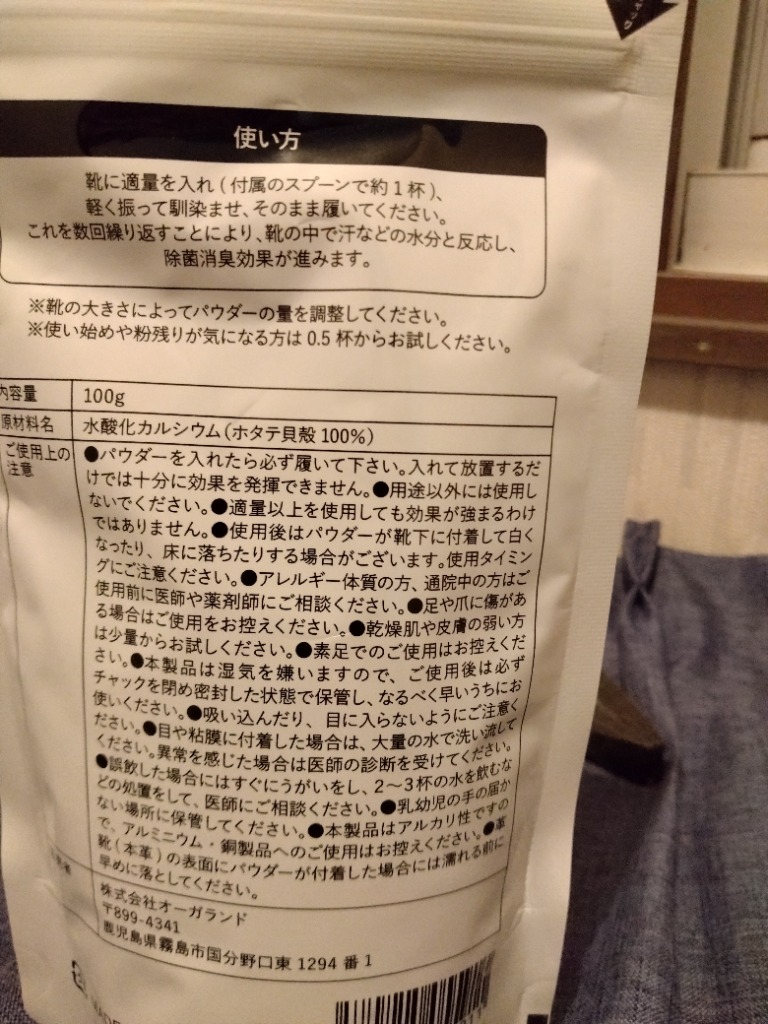 使い方
靴に適量を入れ(付属のスプーンで約1杯)、
軽く振って馴染ませ、そのまま履いてください。
これを数回繰り返すことにより、靴の中で汗などの水分と反応し、
除菌消臭効果が進みます。
※靴の大きさによってパウダーの量を調整してください。
※使い始めや粉残りが気になる方は0.5杯からお試しください。
内容量 100g
原材料名 水酸化カルシウム(ホタテ貝殻100%)
ご使用上の注意
●パウダーを入れたら必ず履いて下さい。入れて放置するだ
けでは十分に効果を発揮できません。●用途以外には使用し
ないでください。●適量以上を使用しても効果が強まるわけ
ではありません。●使用後はパウダーが靴下に付着して白く
なったり、床に落ちたりする場合がございます。使用タイミン
グにご注意ください。●アレルギー体質の方、通院中の方はご
使用前に医師や薬剤師にご相談ください。●足や爪に傷があ
る場合はご使用をお控えください。●乾燥肌や皮膚の弱い方
は少量からお試しください。●素足でのご使用はお控えくだ
さい。●本製品は湿気を嫌いますので、ご使用後は必ず
チャックを閉め密封した状態で保管し、なるべく早いうちにお
使いください。●吸い込んだり、目に入らないようにご注意く
ださい。●目や粘膜に付着した場合は、大量の水で洗い流して
ください。異常を感じた場合は医師の診断を受けてください。
●誤飲した場合にはすぐにうがいをし、2〜3杯の水を飲むな
どの処置をして、医師にご相談ください。●乳幼児の手の届か
ない場所に保管してください。●本製品はアルカリ性ですの
で、アルミニウム・銅製品へのご使用はお控えください。●革
靴(本革)の表面にパウダーが付着した場合には濡れる前に
早めに落としてください。
株式会社オーガランド
〒899-4341
鹿児島県霧島市国分野口東1294番1